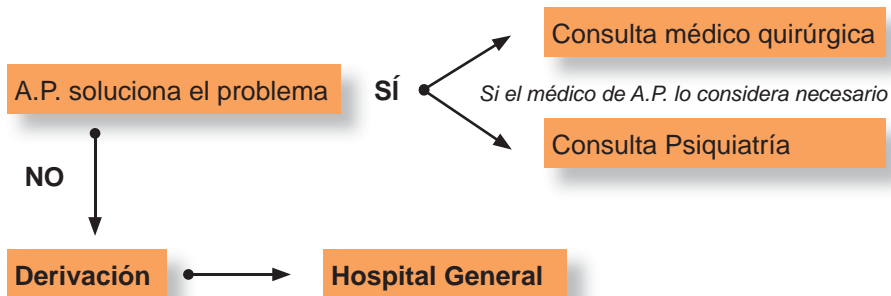 Consulta médico quirúrgica
A.P. soluciona el problema
SÍ
Si el médico de A.P. lo considera necesario
Consulta Psiquiatría
NO
Derivación
Hospital General